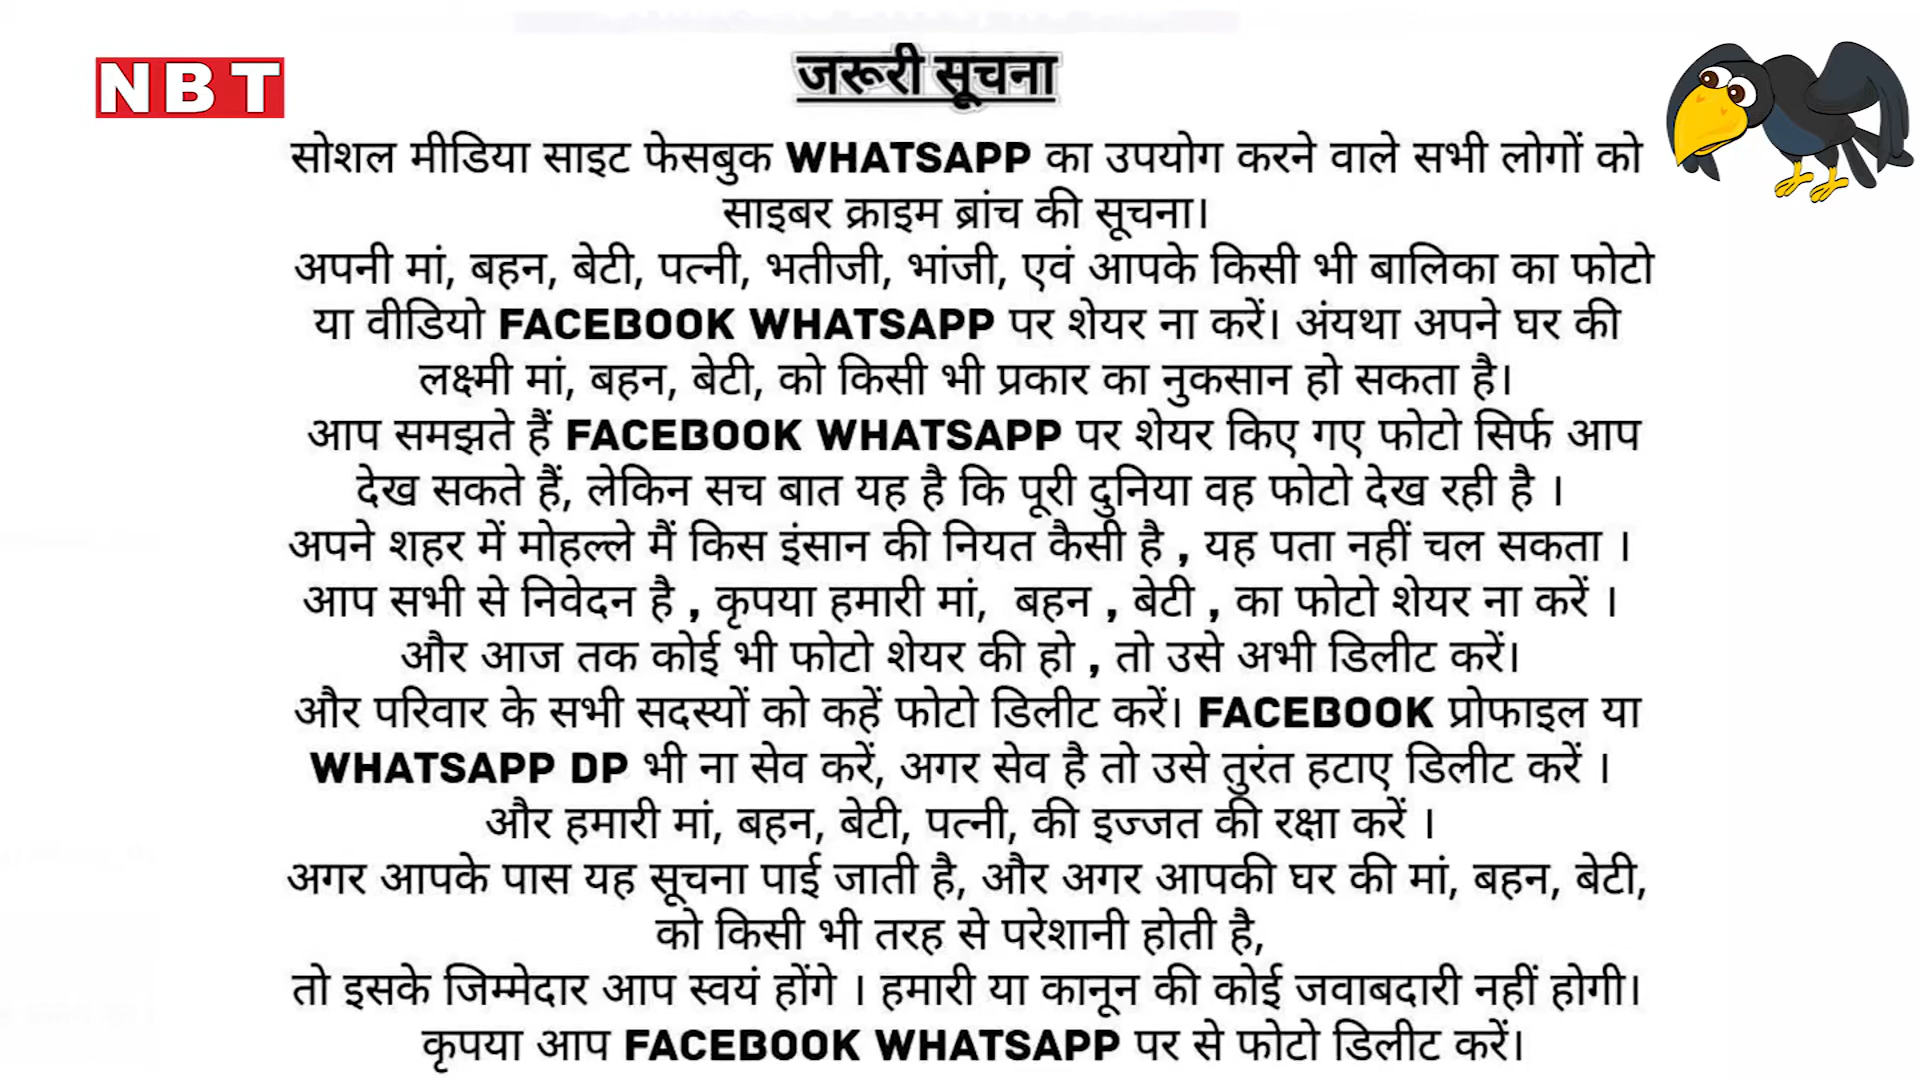 NBT
जरूरी सूचना
सोशल मीडिया साइट फेसबुक WHATSAPP का उपयोग करने वाले सभी लोगों को
साइबर क्राइम ब्रांच की सूचना।
अपनी मां, बहन, बेटी, पत्नी, भतीजी, भांजी, एवं आपके किसी भी बालिका का फोटो
या वीडियो FACEBOOK WHATSAPP पर शेयर ना करें। अंयथा अपने घर की
लक्ष्मी मां, बहन, बेटी, को किसी भी प्रकार का नुकसान हो सकता है।
आप समझते हैं FACEBOOK WHATSAPP पर शेयर किए गए फोटो सिर्फ आप
देख सकते हैं, लेकिन सच बात यह है कि पूरी दुनिया वह फोटो देख रही है ।
अपने शहर में मोहल्ले मैं किस इंसान की नियत कैसी है , यह पता नहीं चल सकता ।
आप सभी से निवेदन है , कृपया हमारी मां, बहन , बेटी , का फोटो शेयर ना करें ।
और आज तक कोई भी फोटो शेयर की हो , तो उसे अभी डिलीट करें।
और परिवार के सभी सदस्यों को कहें फोटो डिलीट करें। FACEBOOK प्रोफाइल या
WHATSAPP DP भी ना सेव करें, अगर सेव है तो उसे तुरंत हटाए डिलीट करें ।
और हमारी मां, बहन, बेटी, पत्नी, की इज्जत की रक्षा करें ।
अगर आपके पास यह सूचना पाई जाती है, और अगर आपकी घर की मां, बहन, बेटी,
को किसी भी तरह से परेशानी होती है,
तो इसके जिम्मेदार आप स्वयं होंगे । हमारी या कानून की कोई जवाबदारी नहीं होगी।
कृपया आप FACEBOOK WHATSAPP पर से फोटो डिलीट करें।